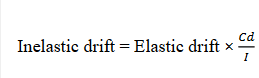 Inelastic drift = Elastic drift × Cd/I